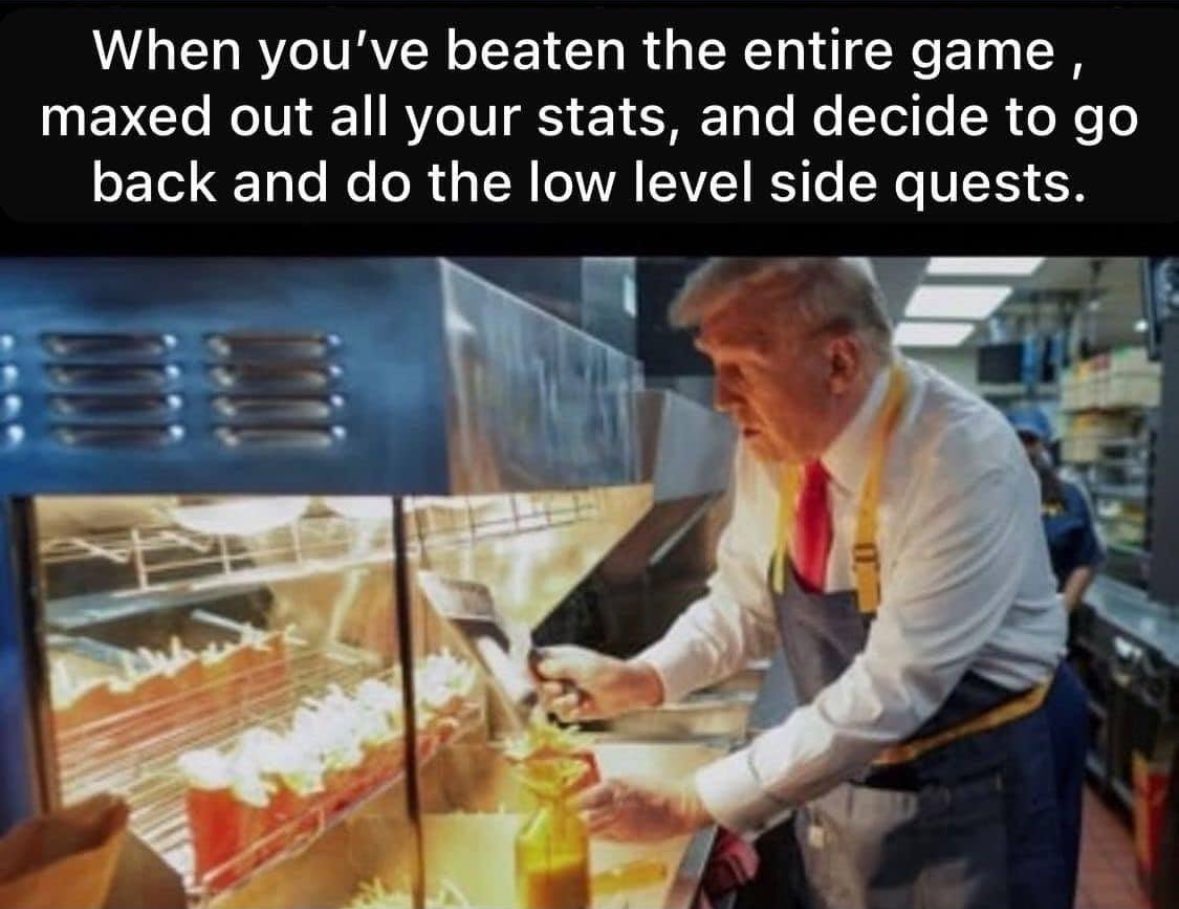 When you've beaten the entire game ,
maxed out all your stats, and decide to go
back and do the low level side quests.